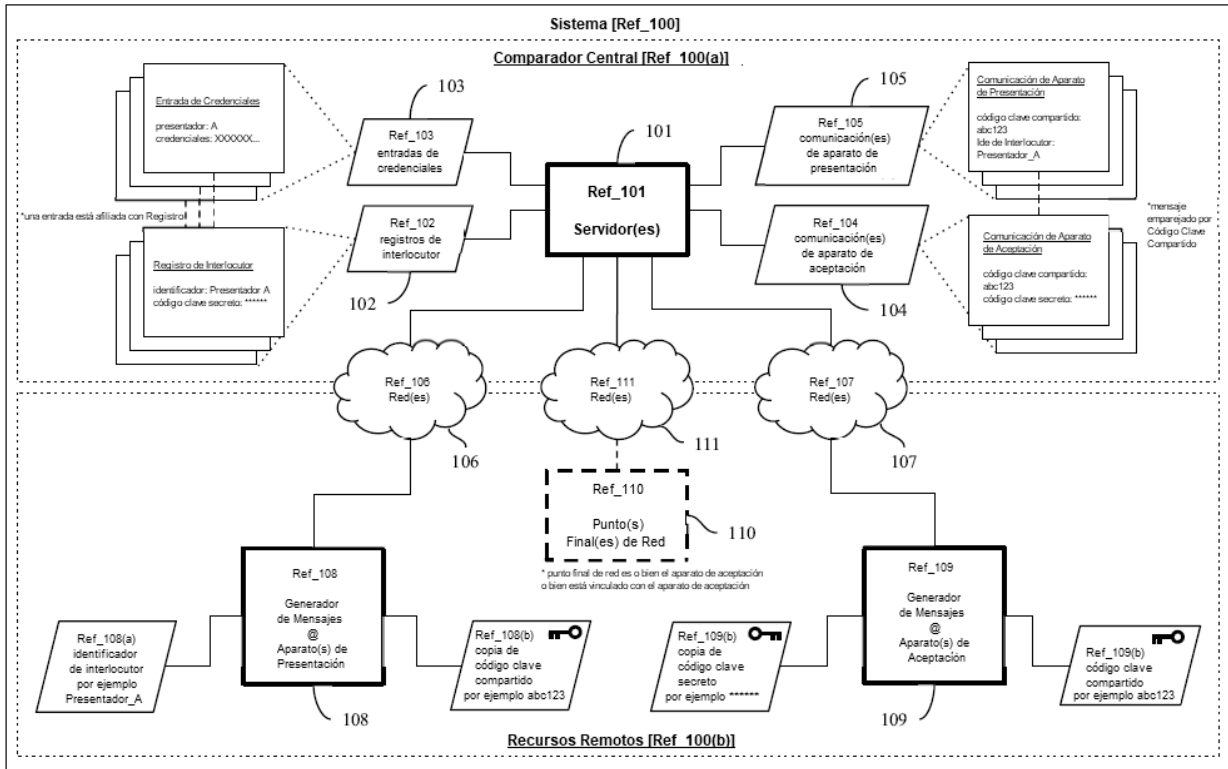 Sistema [Ref_100]
Comparador Central [Ref_100(a)]
Entrada de Credenciales
presentador: A
credenciales: XXXXXX...
*una entrada está afiliada con Registro
Registro de Interlocutor
identificador: Presentador A
código clave secreto: ******
103
Ref_103
entradas de
credenciales
Ref_102
registros de
interlocutor
102
101
Ref_101
Servidor(es)
105
Ref_105
comunicación(es)
de aparato de
presentación
Ref_104
comunicación(es)
de aparato de
aceptación
104
Comunicación de Aparato
de Presentación
código clave compartido:
abc123
Ide de Interlocutor:
Presentador_A
*mensaje
emparejado por
Código Clave
Compartido
Comunicación de Aparato
de Aceptación
código clave compartido:
abc123
código clave secreto: ******
Ref_106
Red(es)
106
Ref_111
Red(es)
111
Ref_107
Red(es)
107
Ref_110
Punto(s)
Final(es) de Red
110
* punto final de red es o bien el aparato de aceptación
o bien está vinculado con el aparato de aceptación
Ref_108(a)
identificador
de interlocutor
por ejemplo
Presentador_A
Ref_108
Generador
de Mensajes
@
Aparato(s) de
Presentación
108
Ref_108(b)
copia de
código clave
compartido
por ejemplo abc123
Ref_109(b)
copia de
código clave
secreto
por ejemplo ******
Ref_109
Generador
de Mensajes
@
Aparato(s) de
Aceptación
109
Ref_109(b)
código clave
compartido
por ejemplo abc123
Recursos Remotos [Ref_100(b)]